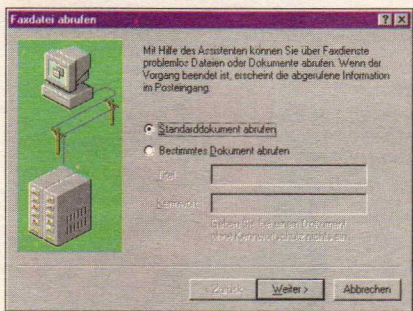 Faxdatei abrufen
Mit Hilfe des Assistenten können Sie über Faxdienste
problemlos Dateien oder Dokumente abrufen. Wenn der
Vorgang beendet ist, erscheint die abgerufene Information
im Posteingang.
Standarddokument abrufen
Bestimmtes Dokument abrufen
Titel:
Kennwort:
< Zurück
Weiter >
Abbrechen